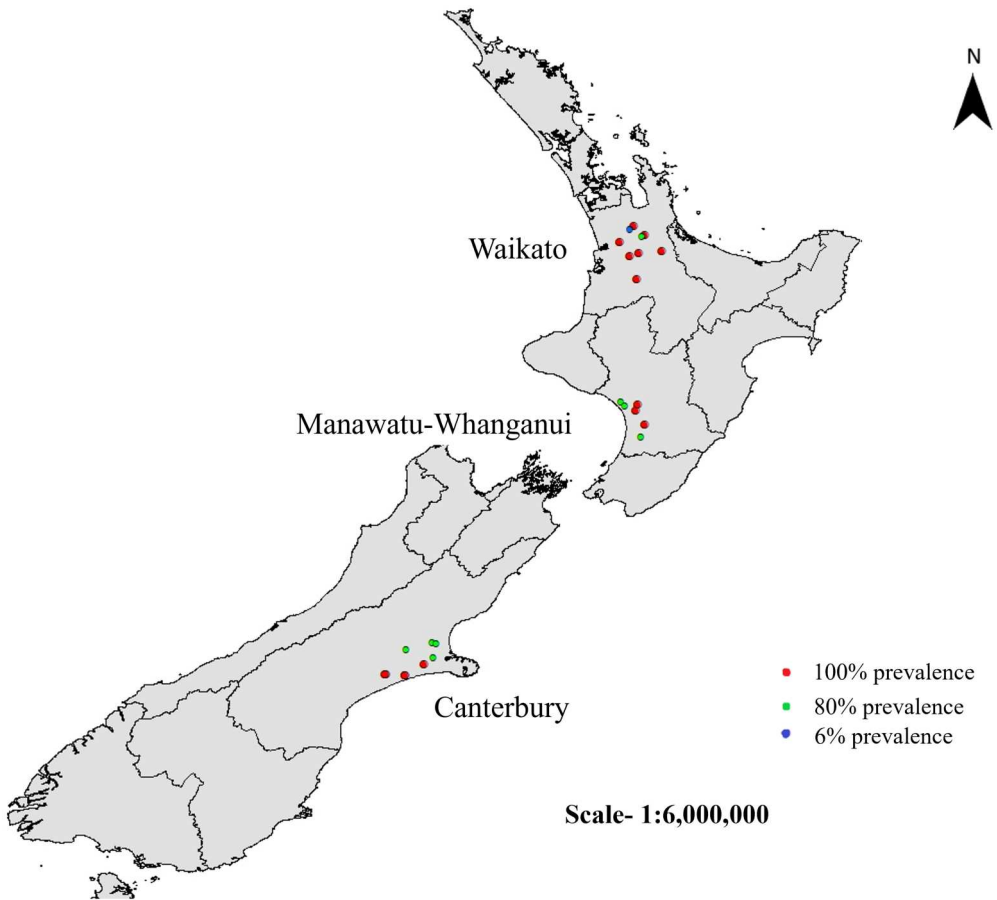 N
Waikato
Manawatu-Whanganui
Canterbury
100% prevalence
80% prevalence
6% prevalence
Scale- 1:6,000,000